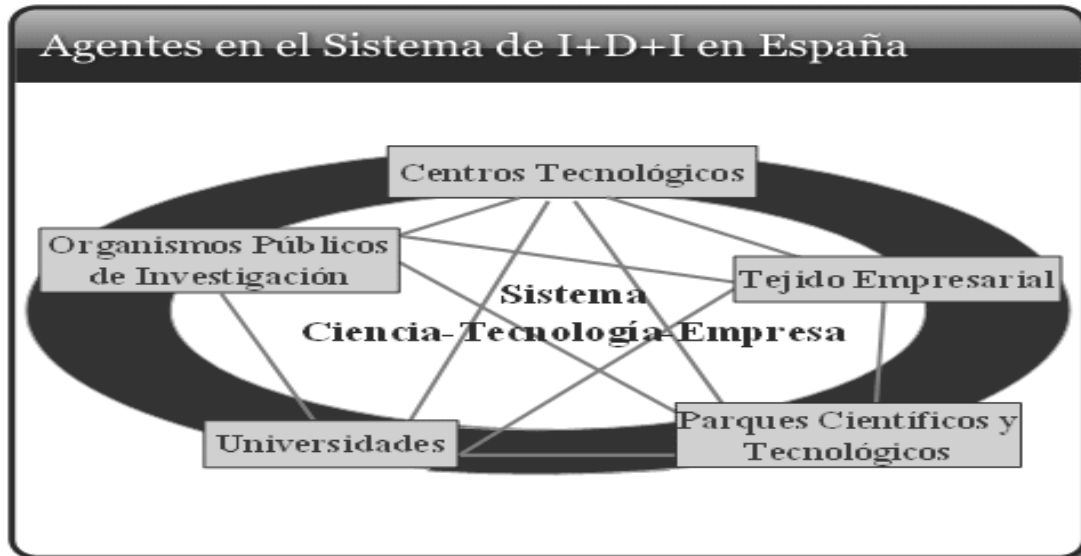 Agentes en el Sistema de I+D+I en España
Centros Tecnológicos
Organismos Públicos
de Investigación
Tejido Empresarial
Sistema
Ciencia-Tecnología-Empresa
Universidades
Parques Científicos y
Tecnológicos